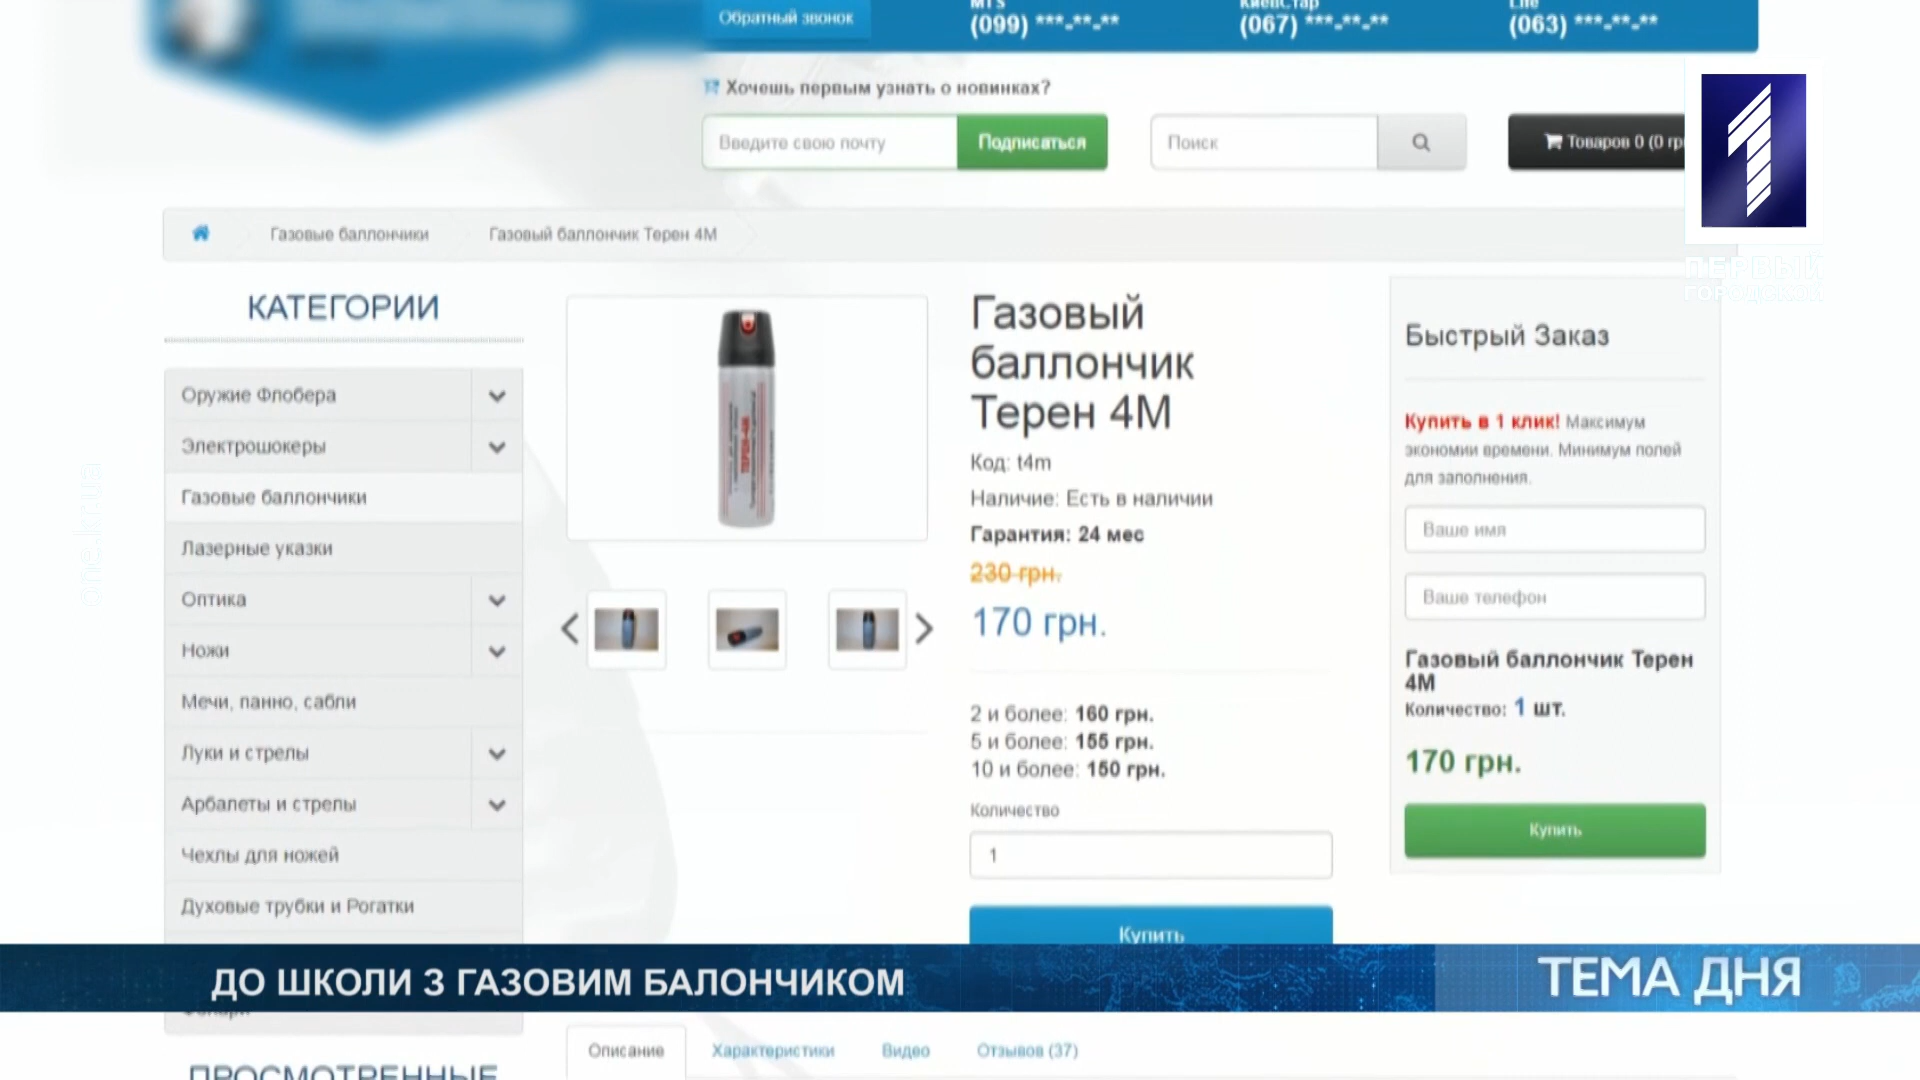 Обратный звонок
МТS
КиевСтар
Life
(099) ***-**-**
(067) ***-**-**
(063) ***-**-**
Хочешь первым узнать о новинках?
Введите свою почту
Подписаться
Поиск
Товаров 0 (0 гр
ПЕРВЫЙ
ГОРОДСКОЙ
Газовые баллончики
Газовый баллончик Терен 4М
КАТЕГОРИИ
Оружие Флобера
Электрошокеры
Газовые баллончики
Лазерные указки
Оптика
Ножи
Мечи, панно, сабли
Луки и стрелы
Арбалеты и стрелы
Чехлы для ножей
Духовые трубки и Рогатки
Фонари
ПРОСМОТРЕННЫЕ
one.kr.ua
ТЕРЕН-4М
Газовый
баллончик
Терен 4М
Код: t4m
Наличие: Есть в наличии
Гарантия: 24 мес
230 грн.
170 грн.
2 и более: 160 грн.
5 и более: 155 грн.
10 и более: 150 грн.
Количество
1
Купить
Быстрый Заказ
Купить в 1 клик! Максимум
экономии времени. Минимум полей
для заполнения.
Ваше имя
Ваше телефон
Газовый баллончик Терен
4М
Количество: 1 шт.
170 грн.
Купить
ДО ШКОЛИ З ГАЗОВИМ БАЛОНЧИКОМ
ТЕМА ДНЯ
Описание
Характеристики
Видео
Отзывов (37)